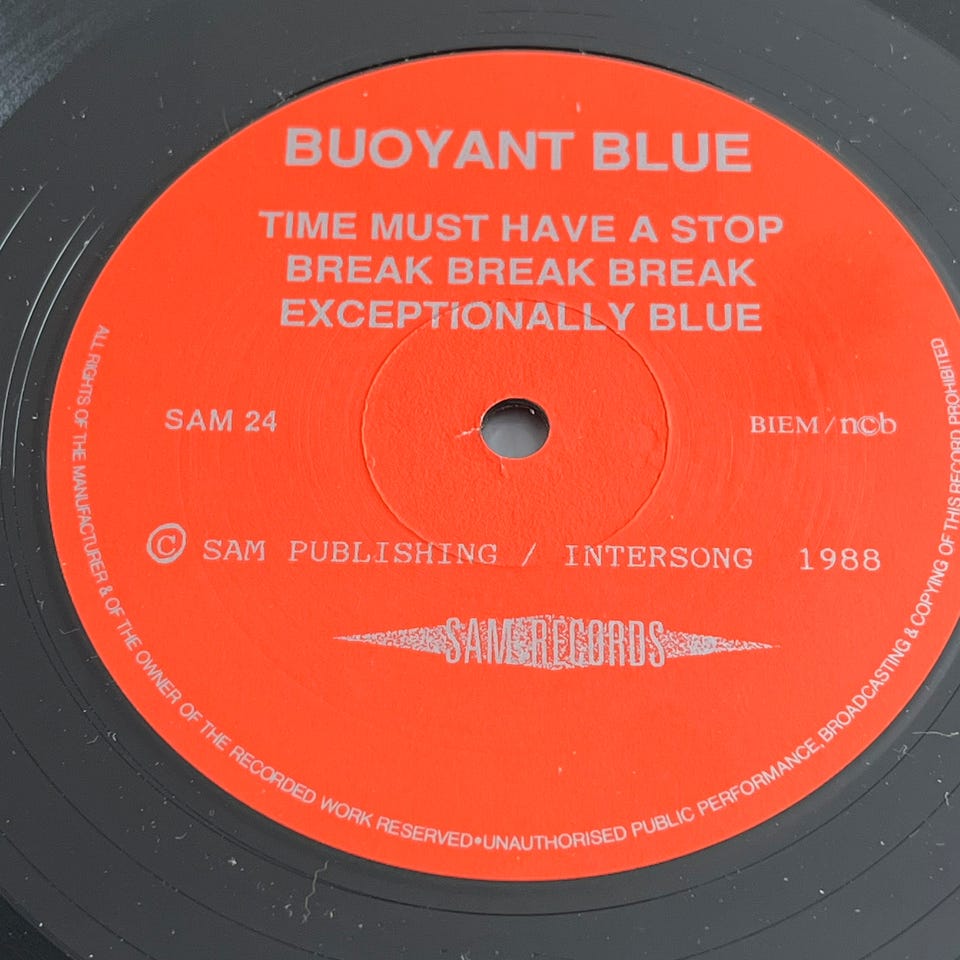 BUOYANT BLUE
TIME MUST HAVE A STOP
BREAK BREAK BREAK
EXCEPTIONALLY BLUE
SAM 24
BIEM / n©b
© SAM PUBLISHING / INTERSONG 1988
SAM RECORDS
ALL RIGHTS OF THE MANUFACTURER & OF THE OWNER OF THE RECORDED WORK RESERVED•UNAUTHORISED PUBLIC PERFORMANCE, BROADCASTING & COPYING OF THIS RECORD PROHIBITED